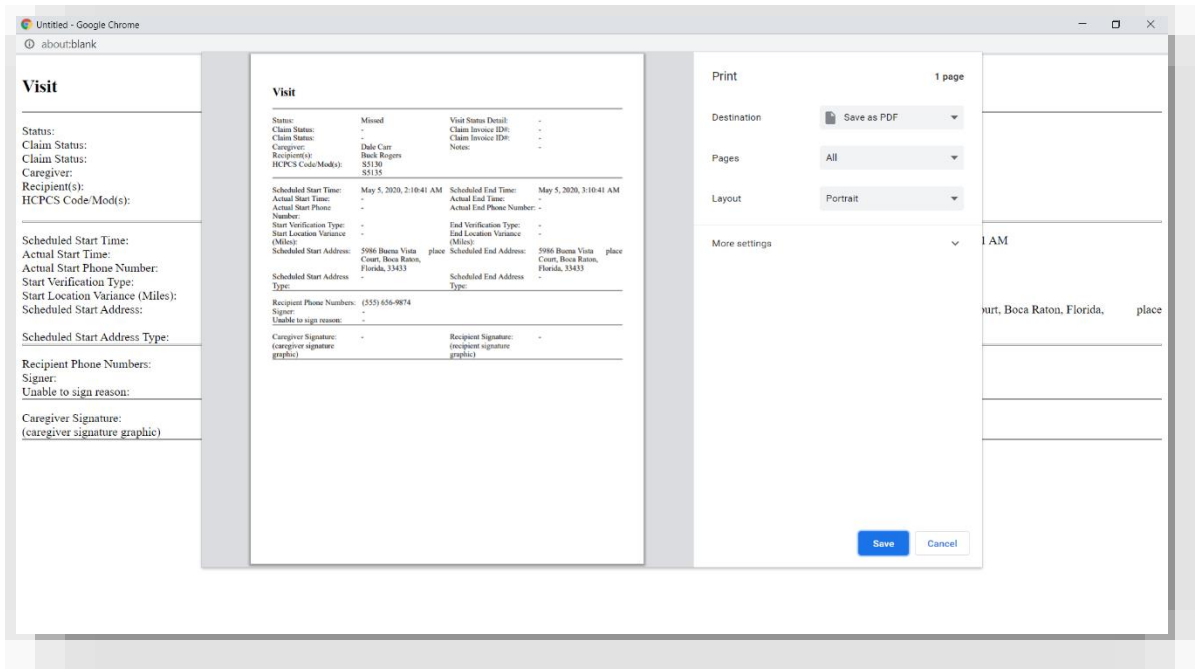 Untitled - Google Chrome
about:blank
Visit
Status:
Claim Status:
Claim Status:
Caregiver:
Recipient(s):
HCPCS Code/Mod(s):
Scheduled Start Time:
Actual Start Time:
Actual Start Phone Number:
Start Verification Type:
Start Location Variance (Miles):
Scheduled Start Address:
Scheduled Start Address Type:
Recipient Phone Numbers:
Signer:
Unable to sign reason:
Caregiver Signature:
(caregiver signature graphic)
Visit
Status: Missed Visit Status Detail: -
Claim Status: - Claim Invoice ID#: -
Claim Status: - Claim Invoice ID#: -
Caregiver: Dale Carr Notes: -
Recipient(s): Buck Rogers
HCPCS Code/Mod(s): S5130
S5135
Scheduled Start Time: May 5, 2020, 2:10:41 AM Scheduled End Time: May 5, 2020, 3:10:41 AM
Actual Start Time: - Actual End Time: -
Actual Start Phone - Actual End Phone Number: -
Number:
Start Verification Type: - End Verification Type: -
Start Location Variance - End Location Variance -
(Miles): (Miles):
Scheduled Start Address: 5986 Buena Vista place Scheduled End Address: 5986 Buena Vista place
Court, Boca Raton, Court, Boca Raton,
Florida, 33433 Florida, 33433
Scheduled Start Address - Scheduled End Address -
Type: Type:
Recipient Phone Numbers: (555) 656-9874
Signer: -
Unable to sign reason: -
Caregiver Signature: - Recipient Signature: -
(caregiver signature (recipient signature
graphic) graphic)
Print 1 page
Destination Save as PDF
Pages All
Layout Portrait
More settings
Save Cancel
1 AM
ourt, Boca Raton, Florida, place